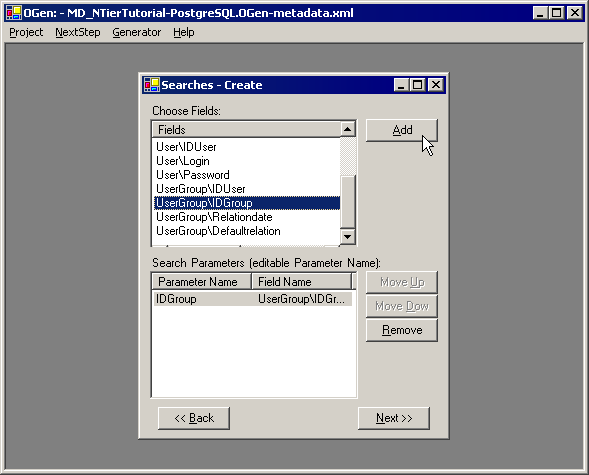 OGen: - MD_NTierTutorial-PostgreSQL.OGen-metadata.xml
Project NextStep Generator Help
Searches - Create
Choose Fields:
Fields
Add
User\IDUser
User\Login
User\Password
UserGroup\IDUser
UserGroup\IDGroup
UserGroup\Relationdate
UserGroup\Defaultrelation
Search Parameters (editable Parameter Name):
Parameter Name Field Name
Move Up
IDGroup UserGroup\IDGr...
Move Dow
Remove
<< Back Next >>